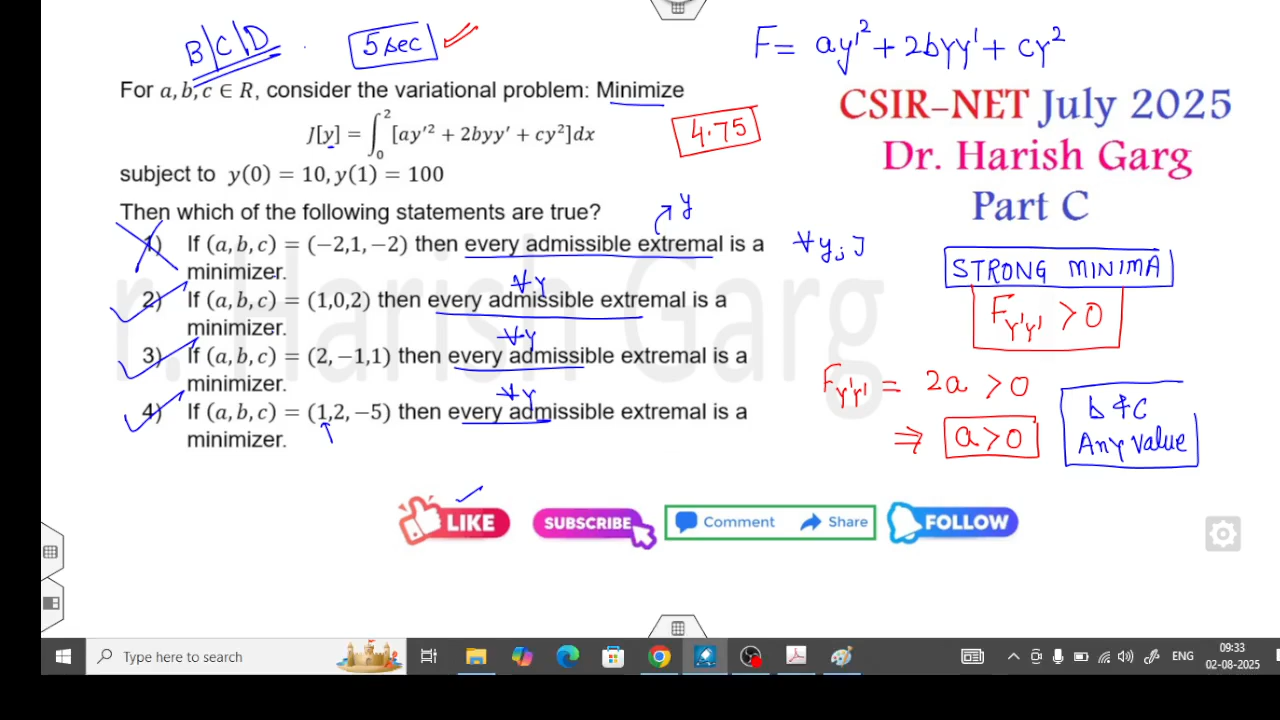 B|C|D
5 sec
F = ay'² + 2byy' + cy²
For a, b, c ∈ R, consider the variational problem: Minimize
J[y] = ∫₀² [ay'² + 2byy' + cy²]dx
4.75
CSIR-NET July 2025
Dr. Harish Garg
Part C
subject to y(0) = 10, y(1) = 100
Then which of the following statements are true?
y
1) If (a, b, c) = (−2,1, −2) then every admissible extremal is a
minimizer.
∀y, J
STRONG MINIMA
∀y
2) If (a, b, c) = (1,0,2) then every admissible extremal is a
minimizer.
F_y'y' > 0
∀y
3) If (a, b, c) = (2, −1,1) then every admissible extremal is a
minimizer.
F_y'y' = 2a > 0
∀y
4) If (a, b, c) = (1,2, −5) then every admissible extremal is a
minimizer.
⇒ a > 0
b & C
Any value
r. Harish Garg
LIKE
SUBSCRIBE
Comment
Share
FOLLOW
Type here to search
ENG
09:33
02-08-2025